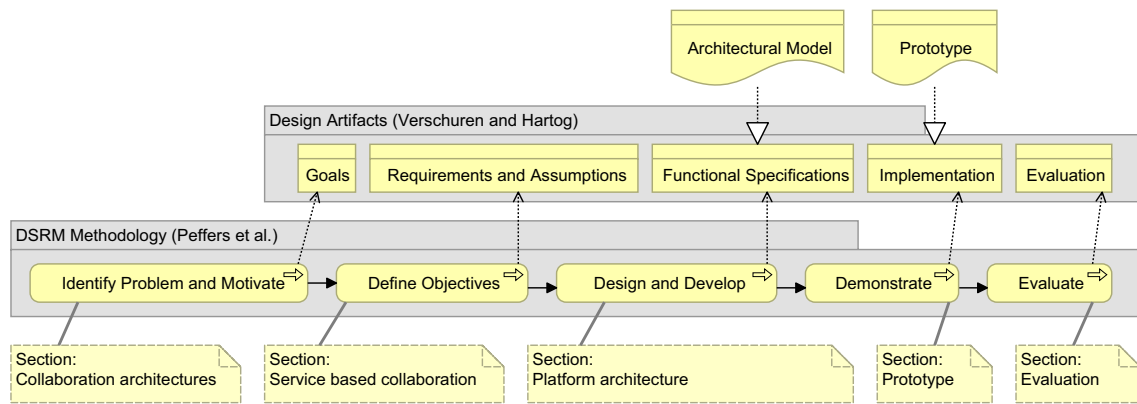 Architectural Model
Prototype
Design Artifacts (Verschuren and Hartog)
Goals
Requirements and Assumptions
Functional Specifications
Implementation
Evaluation
DSRM Methodology (Peffers et al.)
Identify Problem and Motivate
Define Objectives
Design and Develop
Demonstrate
Evaluate
Section:
Collaboration architectures
Section:
Service based collaboration
Section:
Platform architecture
Section:
Prototype
Section:
Evaluation